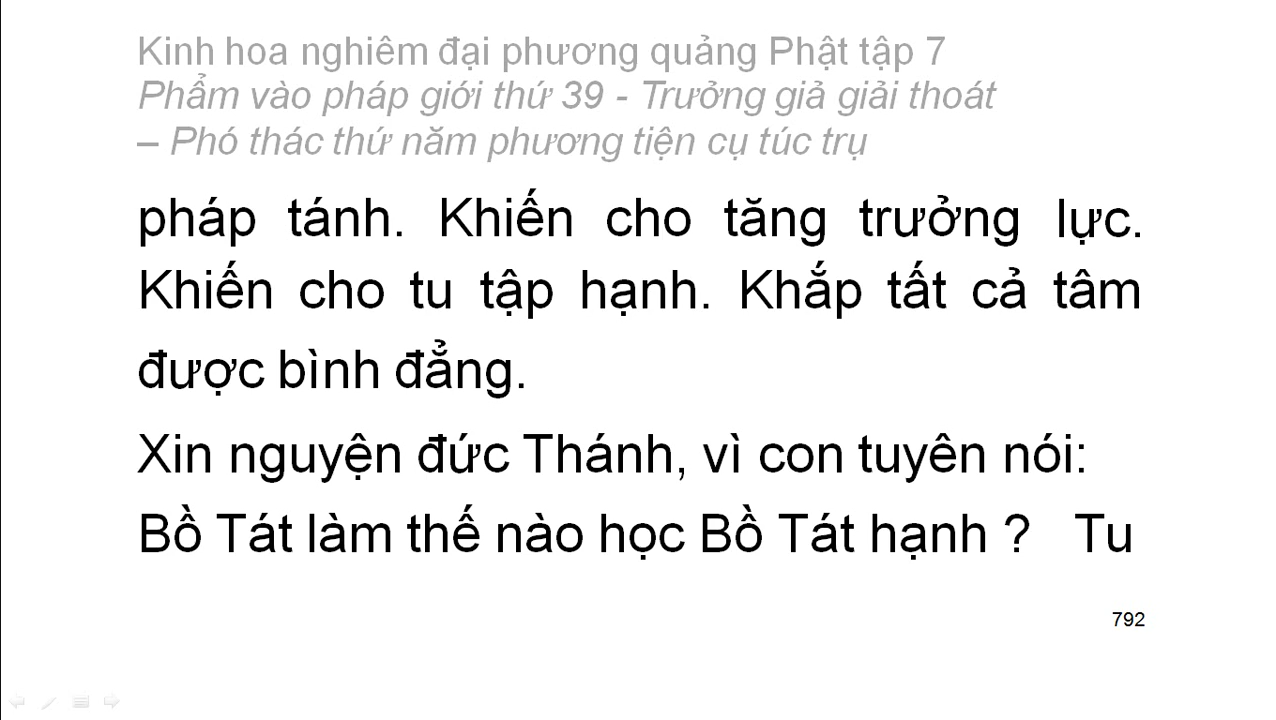 Kinh hoa nghiêm đại phương quảng Phật tập 7
Phẩm vào pháp giới thứ 39 - Trưởng giả giải thoát
– Phó thác thứ năm phương tiện cụ túc trụ
pháp tánh. Khiến cho tăng trưởng lực.
Khiến cho tu tập hạnh. Khắp tất cả tâm
được bình đẳng.
Xin nguyện đức Thánh, vì con tuyên nói:
Bồ Tát làm thế nào học Bồ Tát hạnh ? Tu
792